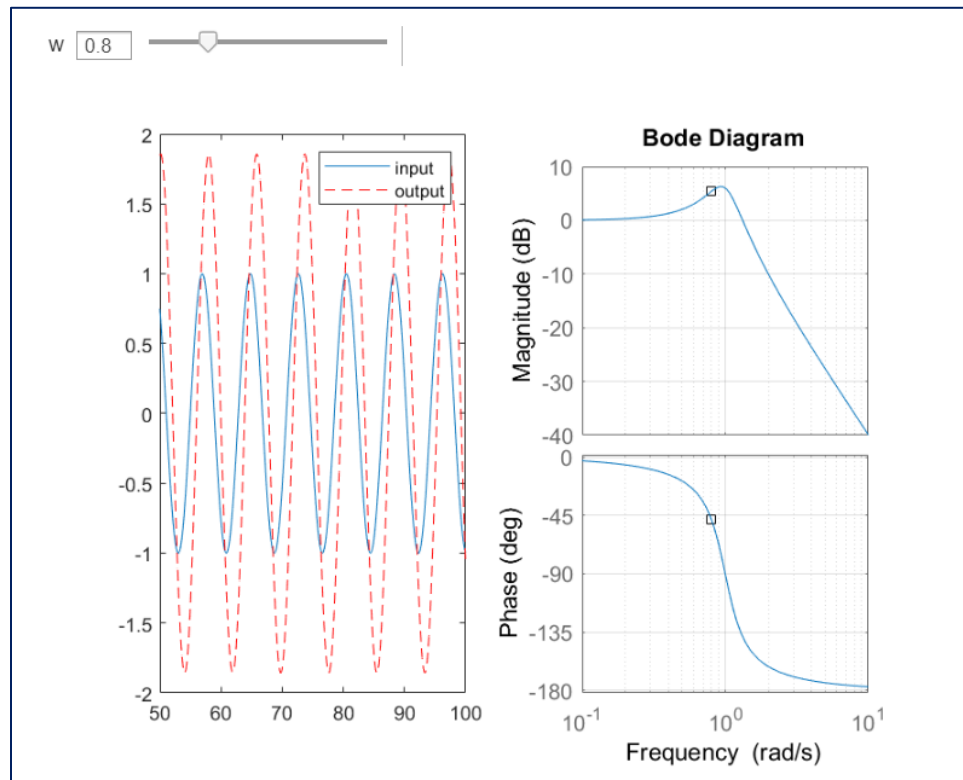 w 0.8
2
1.5
1
0.5
0
-0.5
-1
-1.5
-2
50 60 70 80 90 100
input
output
Bode Diagram
Magnitude (dB)
10
0
-10
-20
-30
-40
Phase (deg)
0
-45
-90
-135
-180
10^-1 10^0 10^1
Frequency (rad/s)